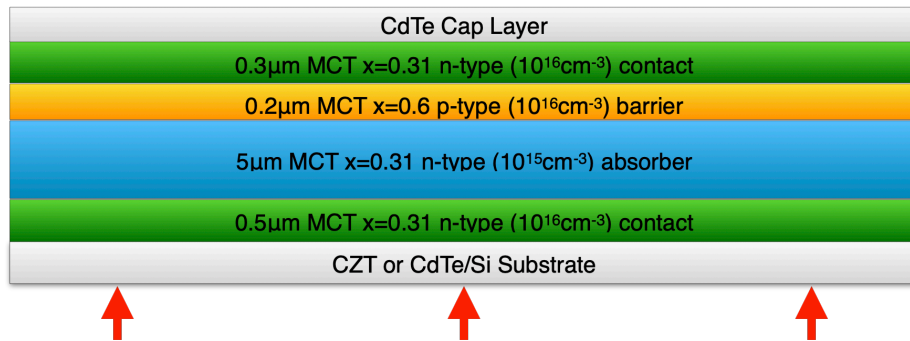 CdTe Cap Layer
0.3µm MCT x=0.31 n-type (10¹⁶cm⁻³) contact
0.2µm MCT x=0.6 p-type (10¹⁶cm⁻³) barrier
5µm MCT x=0.31 n-type (10¹⁵cm⁻³) absorber
0.5µm MCT x=0.31 n-type (10¹⁶cm⁻³) contact
CZT or CdTe/Si Substrate